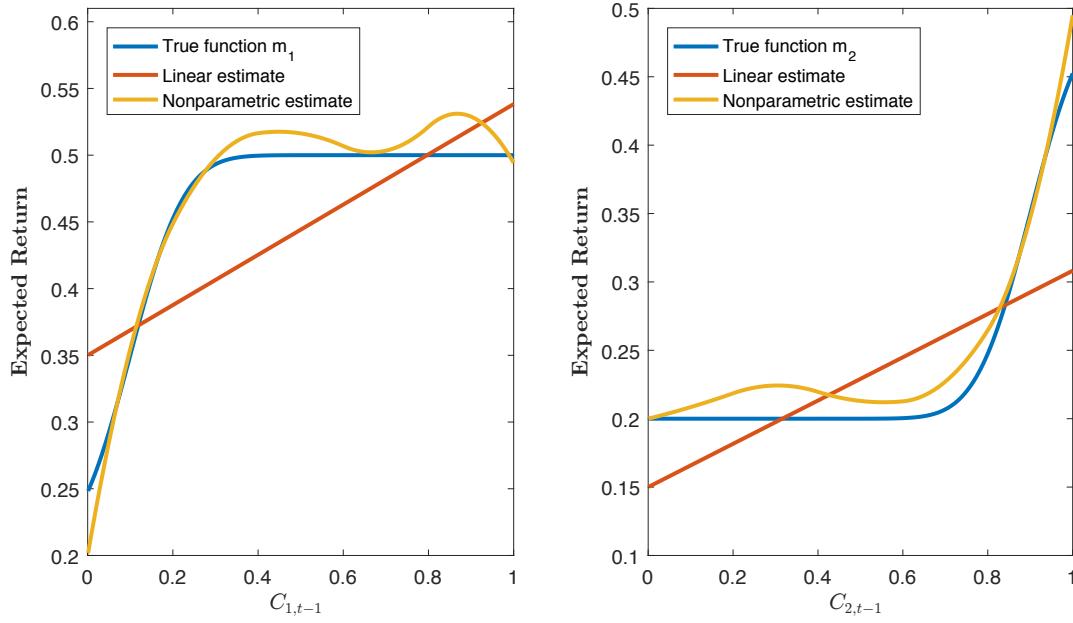 True function m1
Linear estimate
Nonparametric estimate
0.6
0.55
0.5
0.45
0.4
0.35
0.3
0.25
0.2
Expected Return
0 0.2 0.4 0.6 0.8 1
C1,t−1
True function m2
Linear estimate
Nonparametric estimate
0.5
0.45
0.4
0.35
0.3
0.25
0.2
0.15
0.1
Expected Return
0 0.2 0.4 0.6 0.8 1
C2,t−1